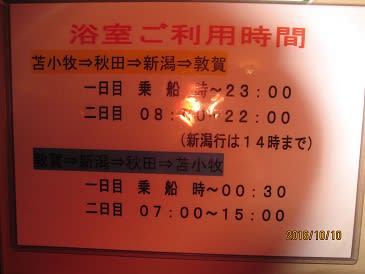 浴室ご利用時間
苫小牧⇒秋田⇒新潟⇒敦賀
一日目 乗 船 時～23:00
二日目 08:00～22:00
(新潟行は14時まで)
敦賀⇒新潟⇒秋田⇒苫小牧
一日目 乗 船 時～00:30
二日目 07:00～15:00
2016/10/10